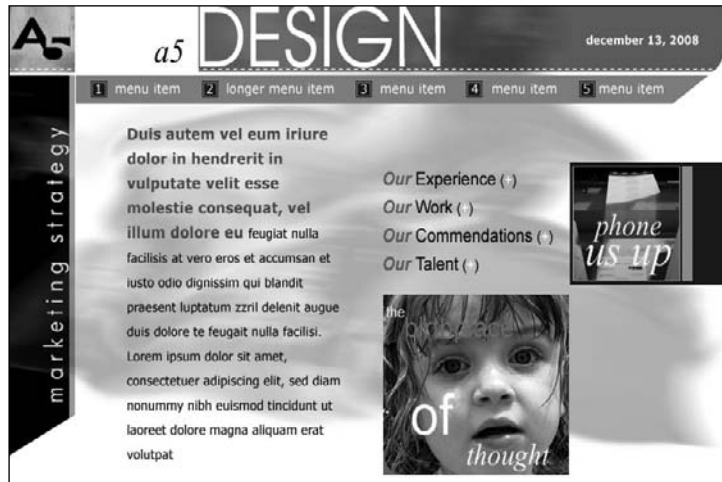 A5
a5 DESIGN
december 13, 2008
1 menu item 2 longer menu item 3 menu item 4 menu item 5 menu item
marketing strategy
Duis autem vel eum iriure
dolor in hendrerit in
vulputate velit esse
molestie consequat, vel
illum dolore eu feugiat nulla
facilisis at vero eros et accumsan et
iusto odio dignissim qui blandit
praesent luptatum zzril delenit augue
duis dolore te feugait nulla facilisi.
Lorem ipsum dolor sit amet,
consectetuer adipiscing elit, sed diam
nonummy nibh euismod tincidunt ut
laoreet dolore magna aliquam erat
volutpat
Our Experience (+)
Our Work (+)
Our Commendations (+)
Our Talent (+)
phone
us up
the
birthplace
of
thought